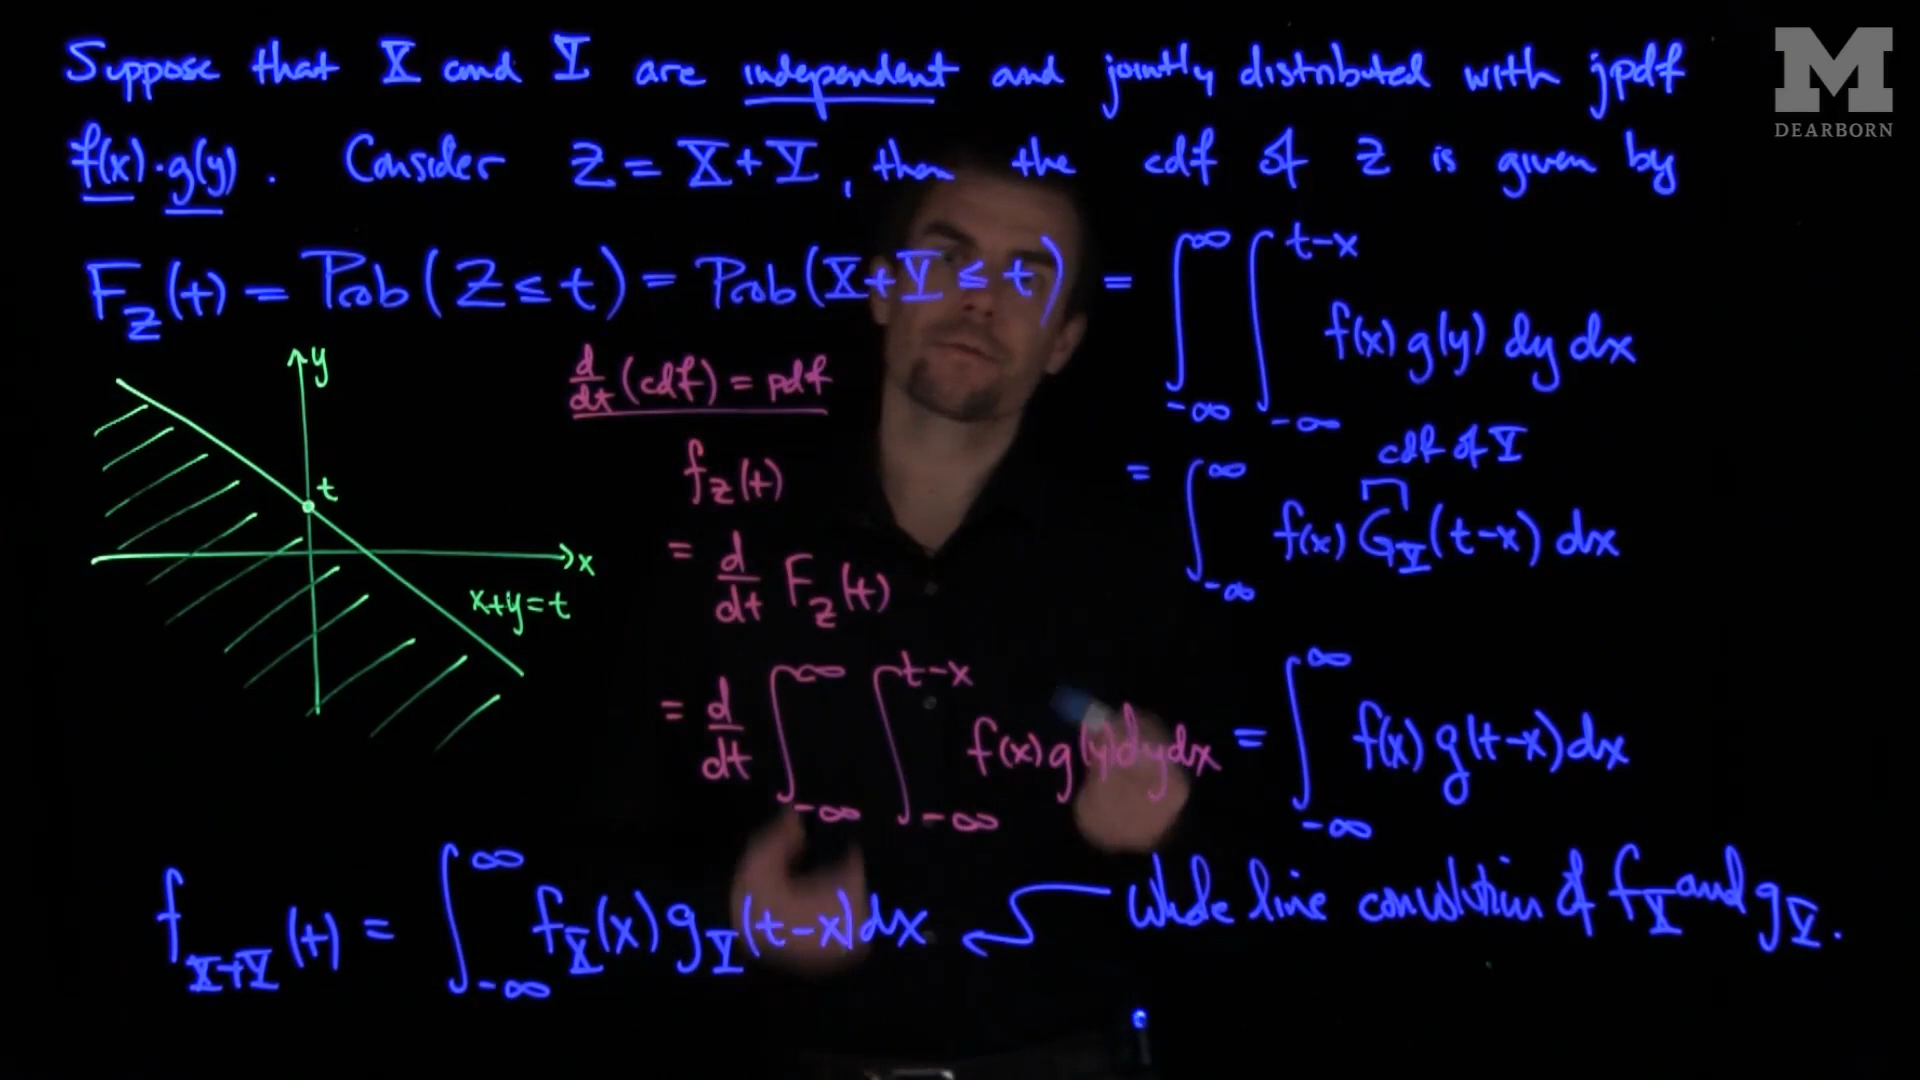 Suppose that X and Y are independent and jointly distributed with jpdf
f(x)·g(y). Consider Z = X+Y, then the cdf of Z is given by
F_Z(t) = Prob(Z ≤ t) = Prob(X+Y ≤ t) = ∫_{-∞}^{∞} ∫_{-∞}^{t-x} f(x) g(y) dy dx
y
t
x
x+y=t
d/dt (cdf) = pdf
f_Z(t)
= d/dt F_Z(t)
= d/dt ∫_{-∞}^{∞} ∫_{-∞}^{t-x} f(x) g(y) dy dx = ∫_{-∞}^{∞} f(x) g(t-x) dx
cdf of Y
= ∫_{-∞}^{∞} f(x) G_Y(t-x) dx
f_{X+Y}(t) = ∫_{-∞}^{∞} f_X(x) g_Y(t-x) dx Whole line convolution of f_X and g_Y.
M
DEARBORN